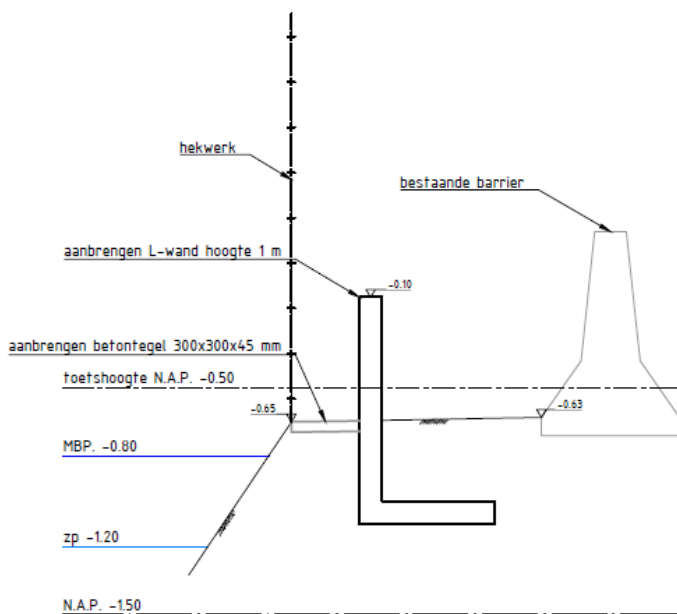 hekwerk
bestaande barrier
aanbrengen L-wand hoogte 1 m
-0.10
aanbrengen betontegel 300x300x45 mm
toetshoogte N.A.P. -0.50
-0.65
-0.63
MBP. -0.80
zp -1.20
N.A.P. -1.50